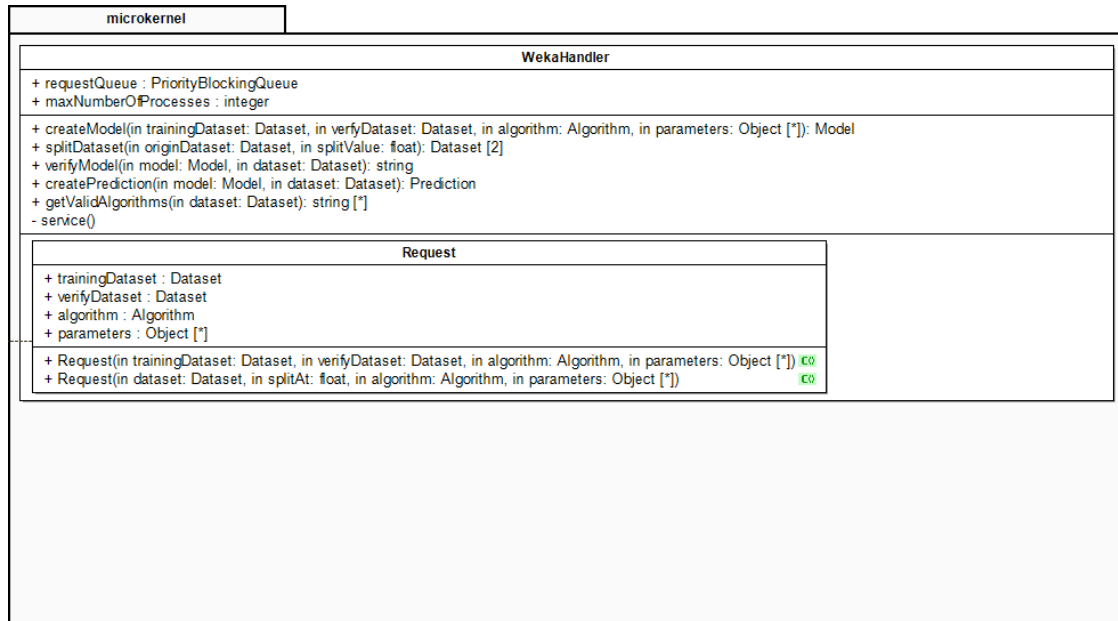 microkernel
WekaHandler
+ requestQueue : PriorityBlockingQueue
+ maxNumberOfProcesses : integer
+ createModel(in trainingDataset: Dataset, in verfyDataset: Dataset, in algorithm: Algorithm, in parameters: Object [*]): Model
+ splitDataset(in originDataset: Dataset, in splitValue: float): Dataset [2]
+ verifyModel(in model: Model, in dataset: Dataset): string
+ createPrediction(in model: Model, in dataset: Dataset): Prediction
+ getValidAlgorithms(in dataset: Dataset): string [*]
- service()
Request
+ trainingDataset : Dataset
+ verifyDataset : Dataset
+ algorithm : Algorithm
+ parameters : Object [*]
+ Request(in trainingDataset: Dataset, in verifyDataset: Dataset, in algorithm: Algorithm, in parameters: Object [*]) C()
+ Request(in dataset: Dataset, in splitAt: float, in algorithm: Algorithm, in parameters: Object [*]) C()